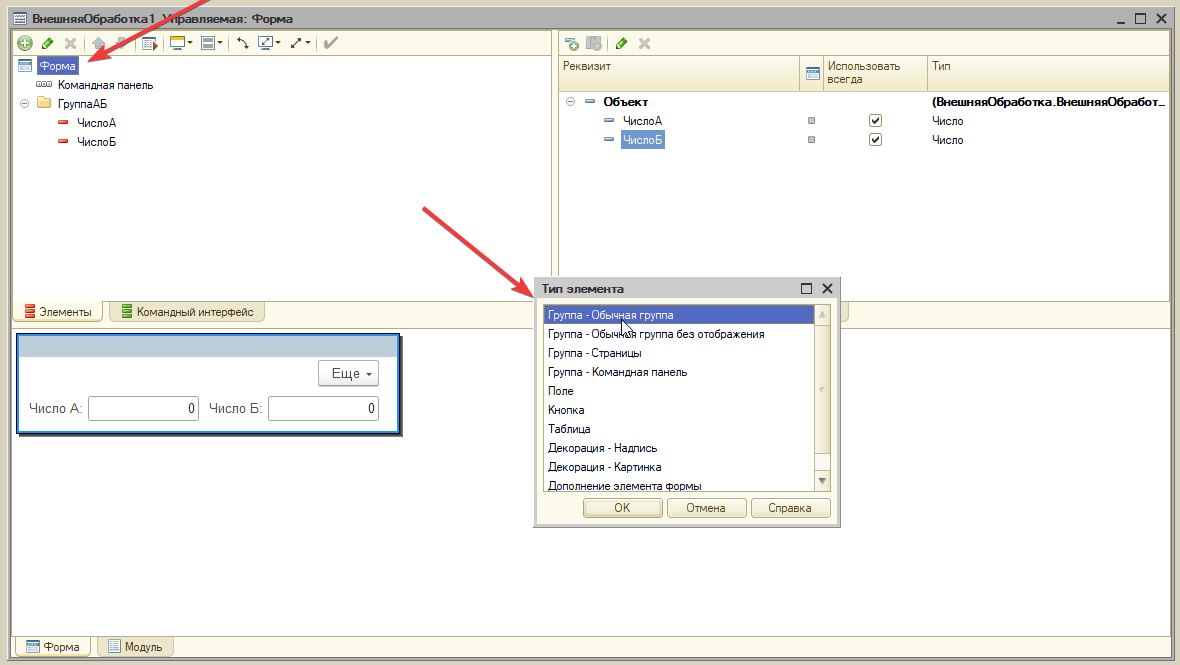 ВнешняяОбработка1 Управляемая: Форма
Форма
Командная панель
ГруппаАБ
ЧислоА
ЧислоБ
Реквизит
Использовать всегда
Тип
Объект
(ВнешняяОбработка.ВнешняяОбработ...
ЧислоА
Число
ЧислоБ
Число
Элементы
Командный интерфейс
Еще
Число А:
0
Число Б:
0
Тип элемента
Группа - Обычная группа
Группа - Обычная группа без отображения
Группа - Страницы
Группа - Командная панель
Поле
Кнопка
Таблица
Декорация - Надпись
Декорация - Картинка
Дополнение элемента формы
OK
Отмена
Справка
Форма
Модуль